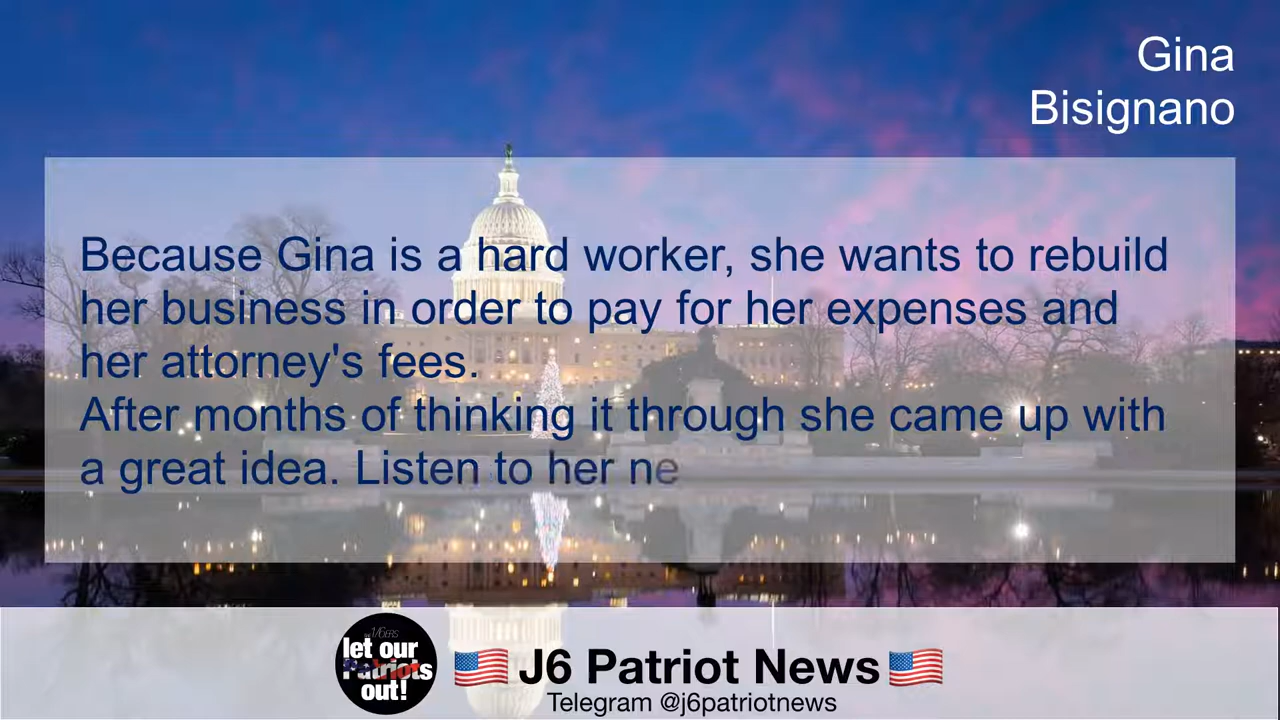 Gina
Bisignano
Because Gina is a hard worker, she wants to rebuild
her business in order to pay for her expenses and
her attorney's fees.
After months of thinking it through she came up with
a great idea. Listen to her ne
let our
Patriots
out!
J6 Patriot News
Telegram @j6patriotnews